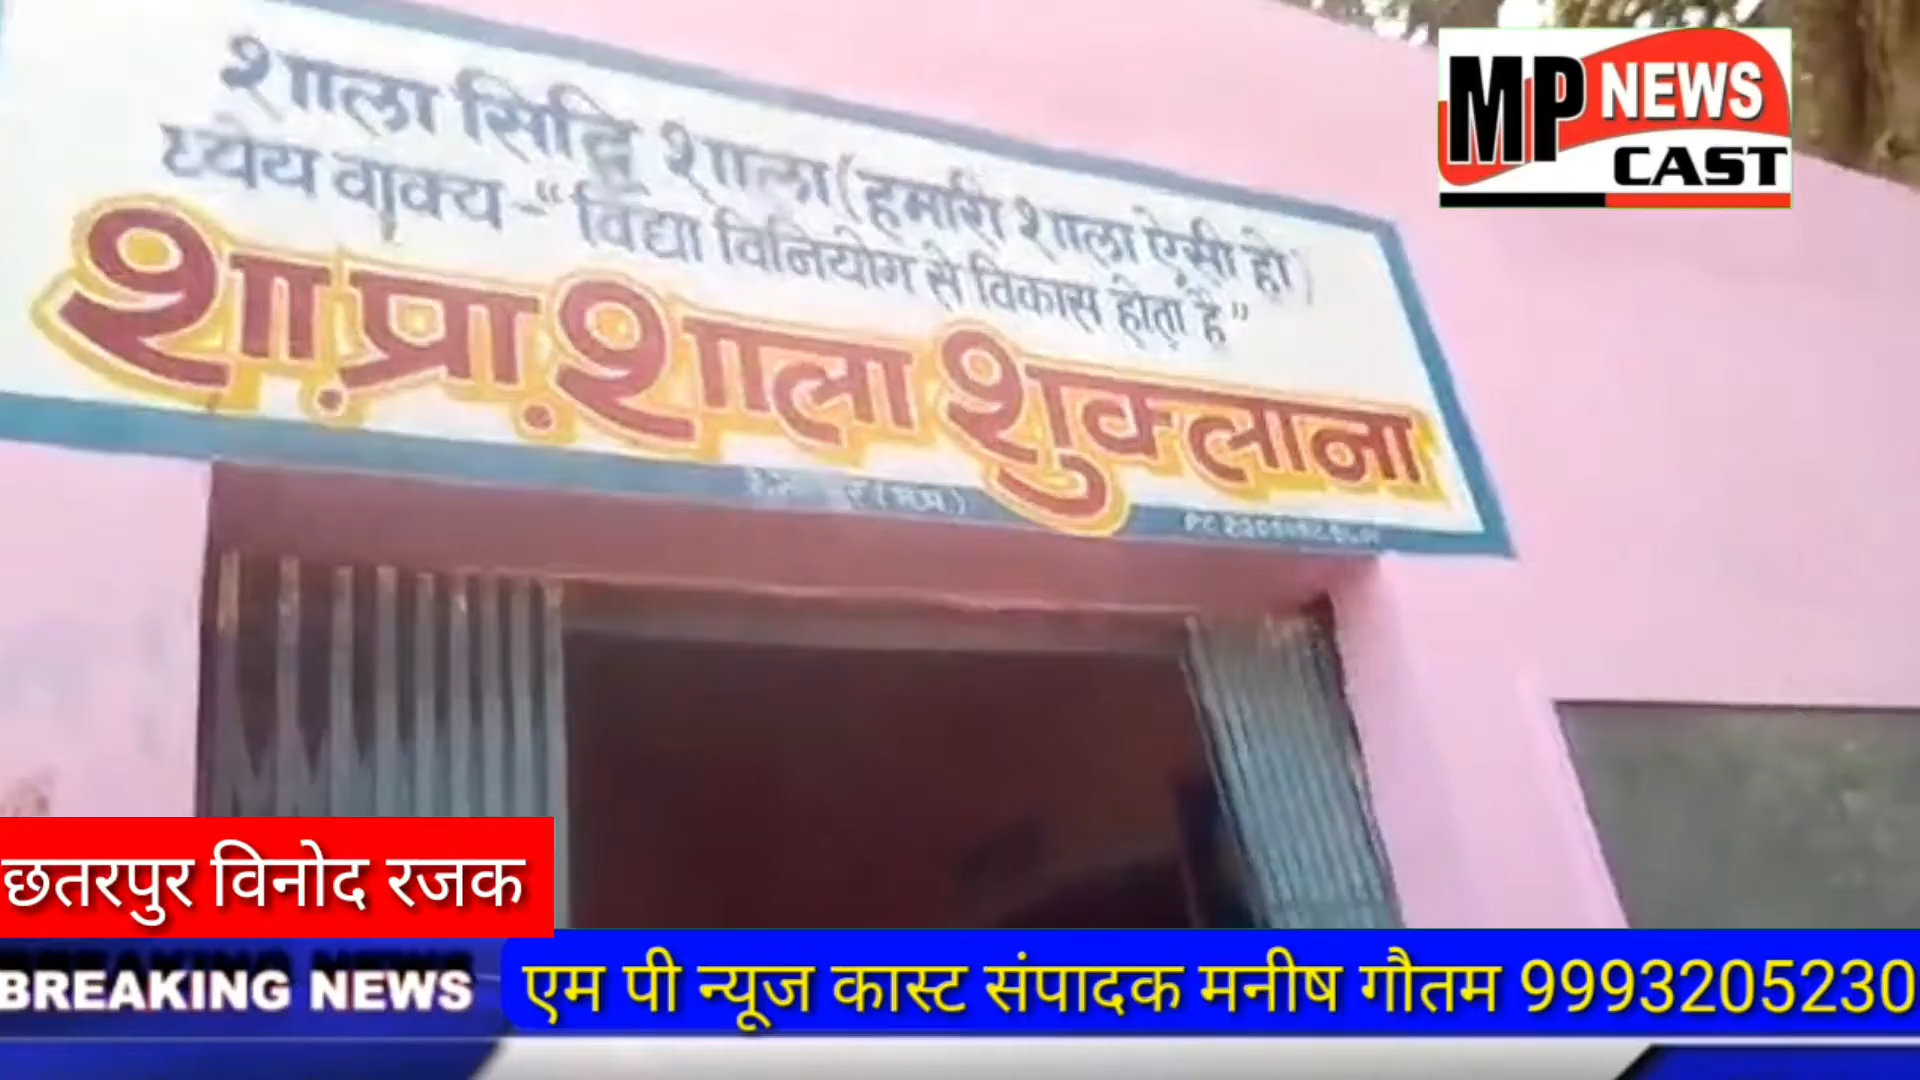 शाला सिद्धि शाला (हमारी शाला ऐसी हो)
ध्येय वाक्य - "विद्या विनियोग से विकास होता है"
शा.प्रा.शाला शुक्लाना
MP NEWS
CAST
छतरपुर विनोद रजक
BREAKING NEWS
एम पी न्यूज कास्ट संपादक मनीष गौतम 9993205230